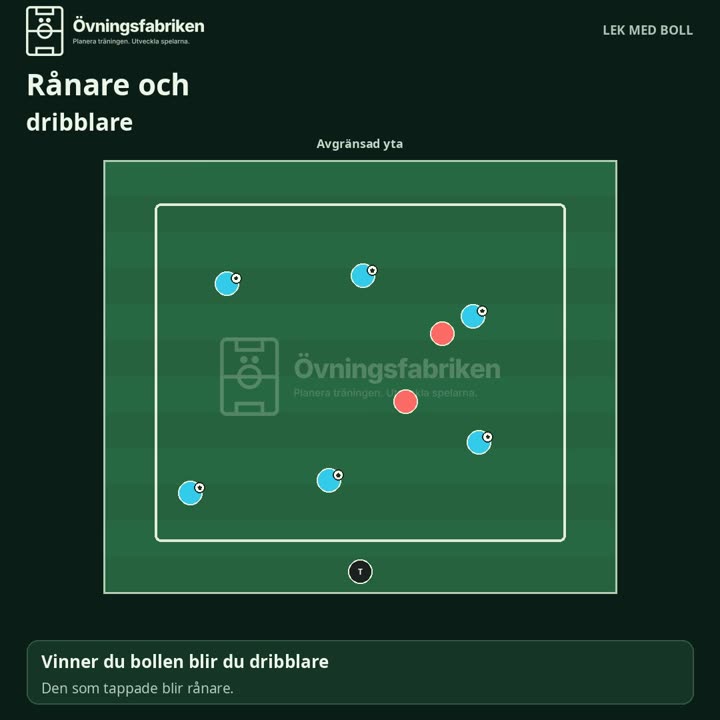 Övningsfabriken
Planera träningen. Utveckla spelarna.
LEK MED BOLL
Rånare och
dribblare
Avgränsad yta
Övningsfabriken
Planera träningen. Utveckla spelarna.
T
Vinner du bollen blir du dribblare
Den som tappade blir rånare.